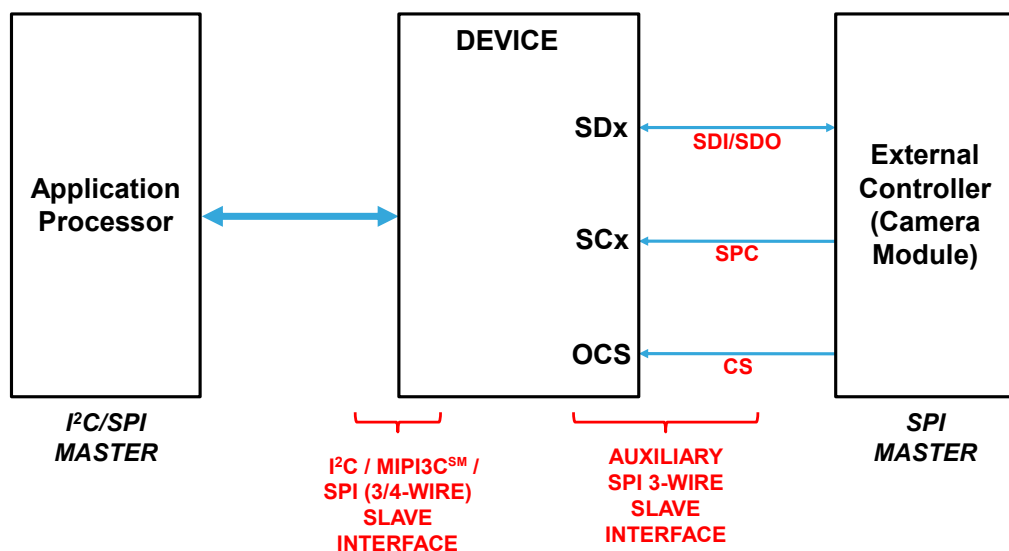 DEVICE
Application
Processor
SDx
SDI/SDO
SCx
SPC
OCS
CS
External
Controller
(Camera
Module)
I²C/SPI
MASTER
I²C / MIPI3C℠ /
SPI (3/4-WIRE)
SLAVE
INTERFACE
AUXILIARY
SPI 3-WIRE
SLAVE
INTERFACE
SPI
MASTER